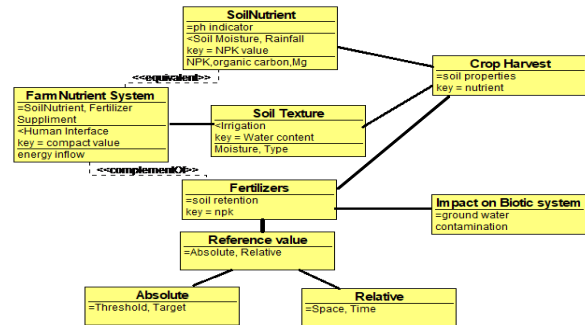 SoilNutrient
=ph indicator
<Soil Moisture, Rainfall
key = NPK value
NPK,organic carbon,Mg
<<equivalent>>
Crop Harvest
=soil properties
key = nutrient
FarmNutrient System
=SoilNutrient, Fertilizer
Suppliment
<Human Interface
key = compact value
energy inflow
Soil Texture
<Irrigation
key = Water content
Moisture, Type
<<complementOf>>
Fertilizers
=soil retention
key = npk
Impact on Biotic system
=ground water
contamination
Reference value
=Absolute, Relative
Absolute
=Threshold, Target
Relative
=Space, Time